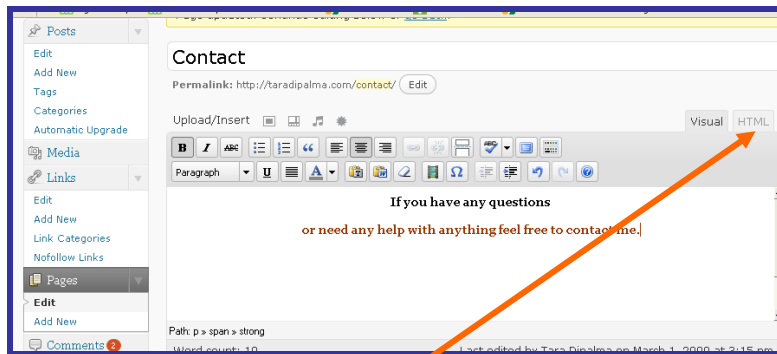 Posts
Edit
Add New
Tags
Categories
Automatic Upgrade
Media
Links
Edit
Add New
Link Categories
Nofollow Links
Pages
Edit
Add New
Comments 2
Contact
Permalink: http://taradipalma.com/contact/ Edit
Upload/Insert
Visual HTML
B I ABC
Paragraph U A
If you have any questions
or need any help with anything feel free to contact me.
Path: p » span » strong
Word count: 10 Last edited by Tara Dipalma on March 1, 2009 at 3:15 pm